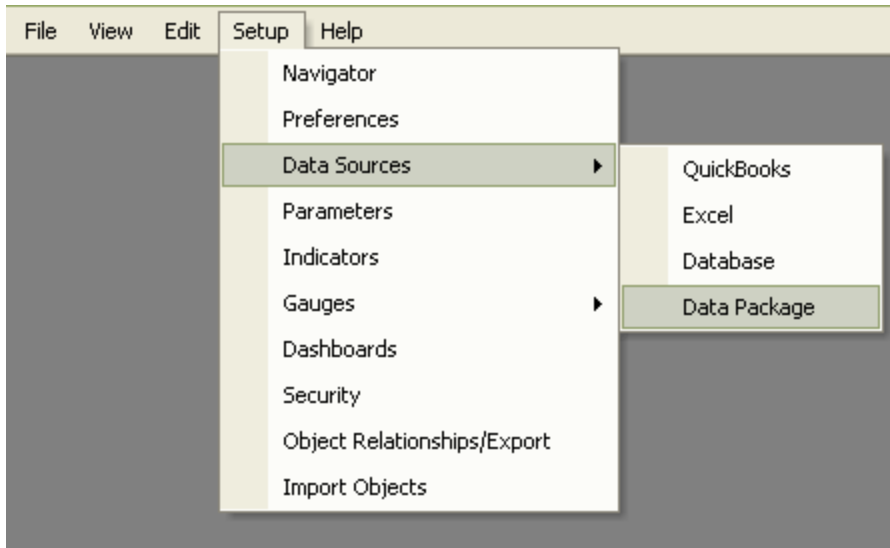 File View Edit Setup Help
Navigator
Preferences
Data Sources
Parameters
Indicators
Gauges
Dashboards
Security
Object Relationships/Export
Import Objects
QuickBooks
Excel
Database
Data Package